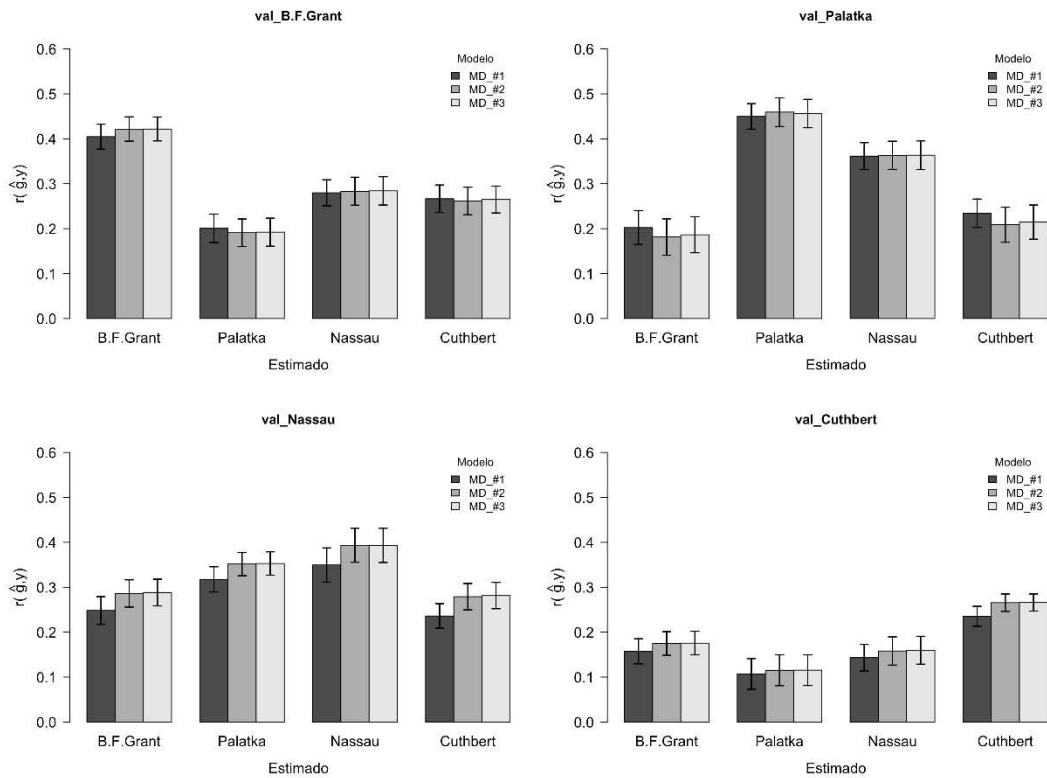 val_B.F.Grant
0.6
0.5
0.4
0.3
0.2
0.1
0.0
r( ĝ,y)
Modelo
MD_#1
MD_#2
MD_#3
B.F.Grant Palatka Nassau Cuthbert
Estimado
val_Palatka
0.6
0.5
0.4
0.3
0.2
0.1
0.0
r( ĝ,y)
Modelo
MD_#1
MD_#2
MD_#3
B.F.Grant Palatka Nassau Cuthbert
Estimado
val_Nassau
0.6
0.5
0.4
0.3
0.2
0.1
0.0
r( ĝ,y)
Modelo
MD_#1
MD_#2
MD_#3
B.F.Grant Palatka Nassau Cuthbert
Estimado
val_Cuthbert
0.6
0.5
0.4
0.3
0.2
0.1
0.0
r( ĝ,y)
Modelo
MD_#1
MD_#2
MD_#3
B.F.Grant Palatka Nassau Cuthbert
Estimado